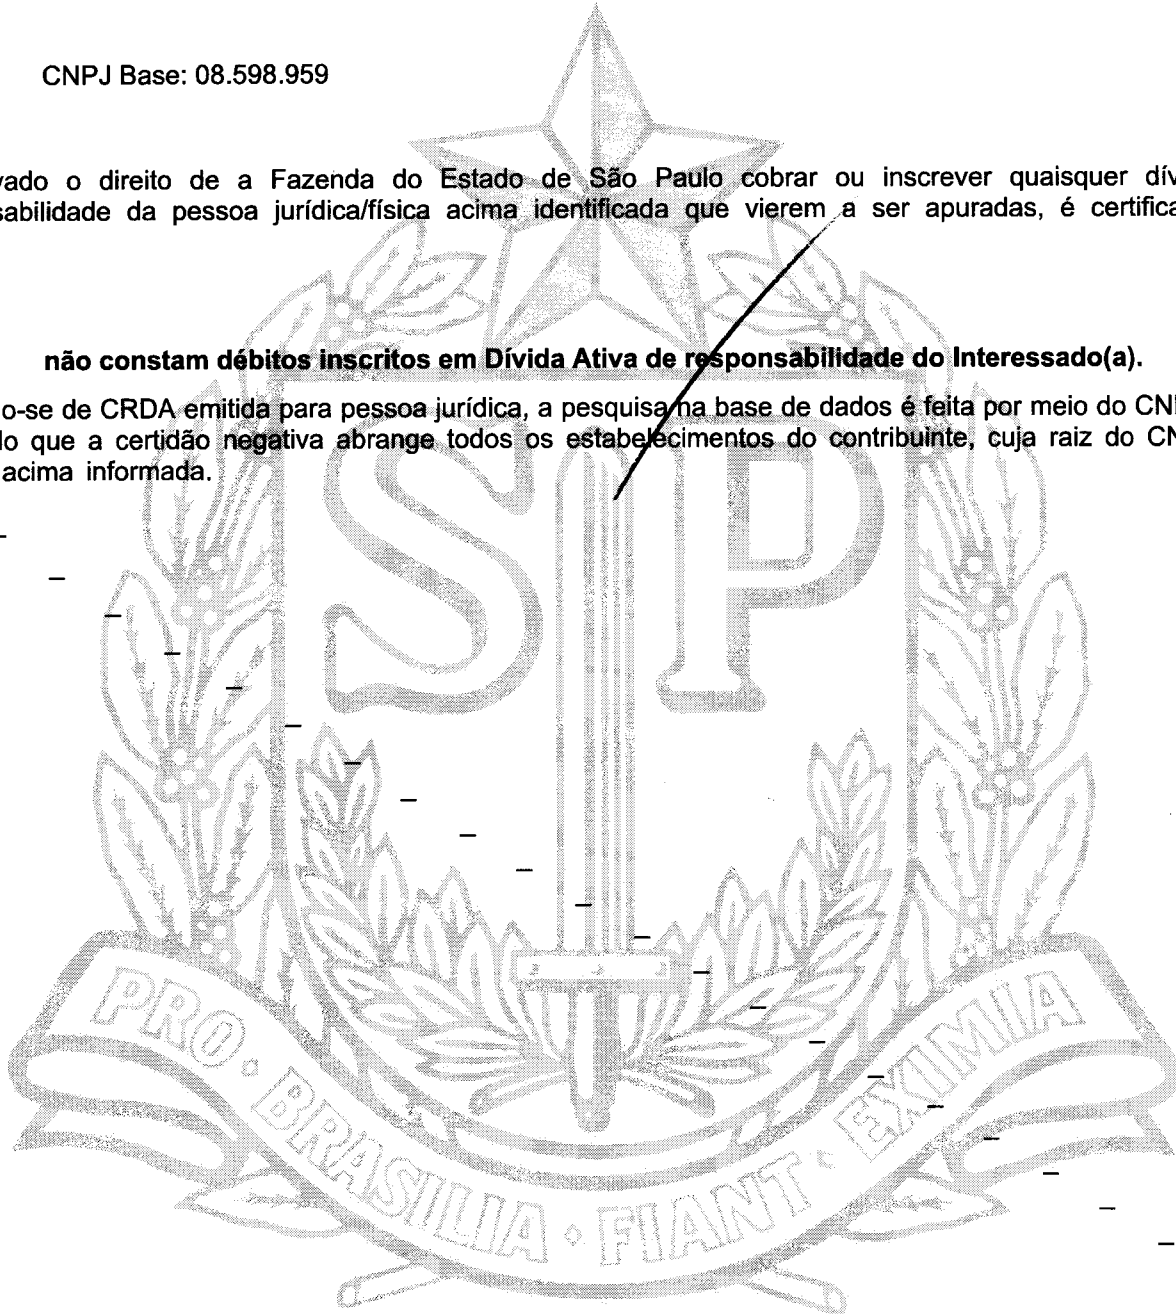 CNPJ Base: 08.598.959
vado o direito de a Fazenda do Estado de São Paulo cobrar ou inscrever quaisquer dív
sabilidade da pessoa jurídica/física acima identificada que vierem a ser apuradas, é certifica
não constam débitos inscritos em Dívida Ativa de responsabilidade do Interessado(a).
o-se de CRDA emitida para pessoa jurídica, a pesquisa na base de dados é feita por meio do CN
do que a certidão negativa abrange todos os estabelecimentos do contribuinte, cuja raiz do CN
acima informada.
SP
PRO · BRASILIA · FIANT · EXIMIA